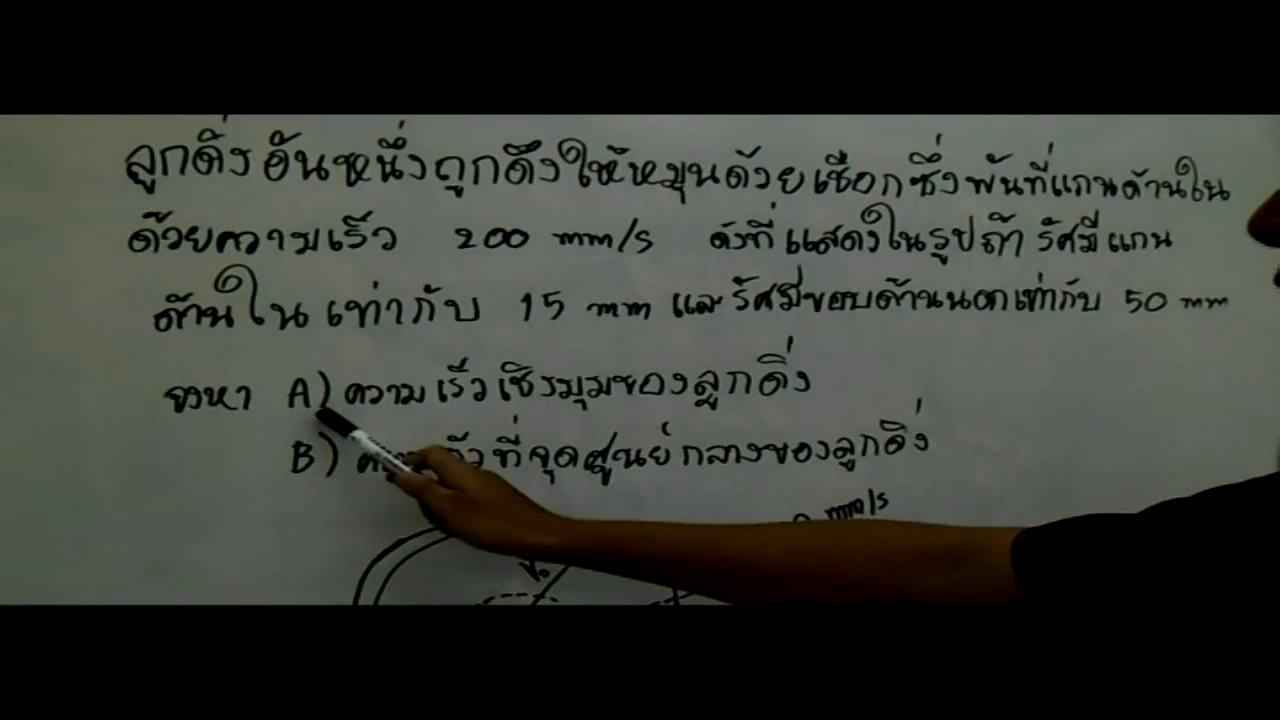 ลูกดิ่งอันหนึ่งถูกดึงให้หมุนด้วยเชือกซึ่งพันที่แกนด้านใน
ด้วยความเร็ว 200 mm/s ดังที่แสดงในรูปถ้า รัศมีแกน
ด้านใน เท่ากับ 15 mm และรัศมีขอบด้านนอกเท่ากับ 50 mm
จงหา A) ความเร็วเชิงมุมของลูกดิ่ง
B) ที่จุดศูนย์กลางของลูกดิ่ง
mm/s